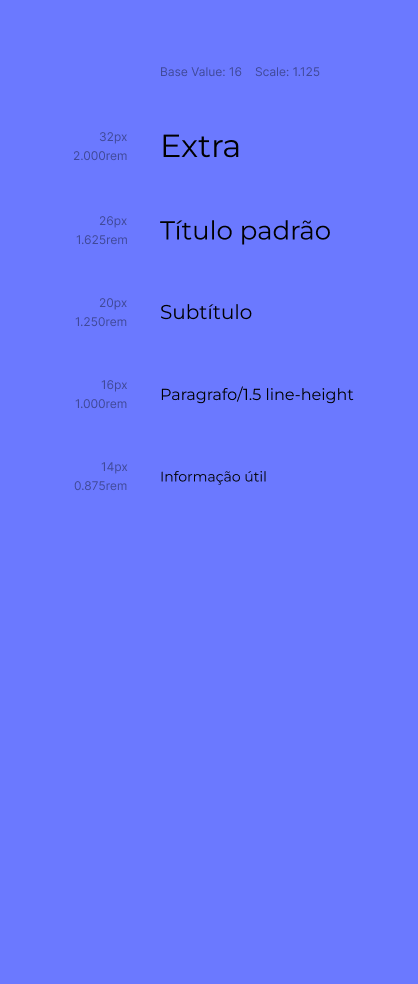 Base Value: 16 Scale: 1.125
32px
2.000rem
Extra
26px
1.625rem
Título padrão
20px
1.250rem
Subtítulo
16px
1.000rem
Paragrafo/1.5 line-height
14px
0.875rem
Informação útil